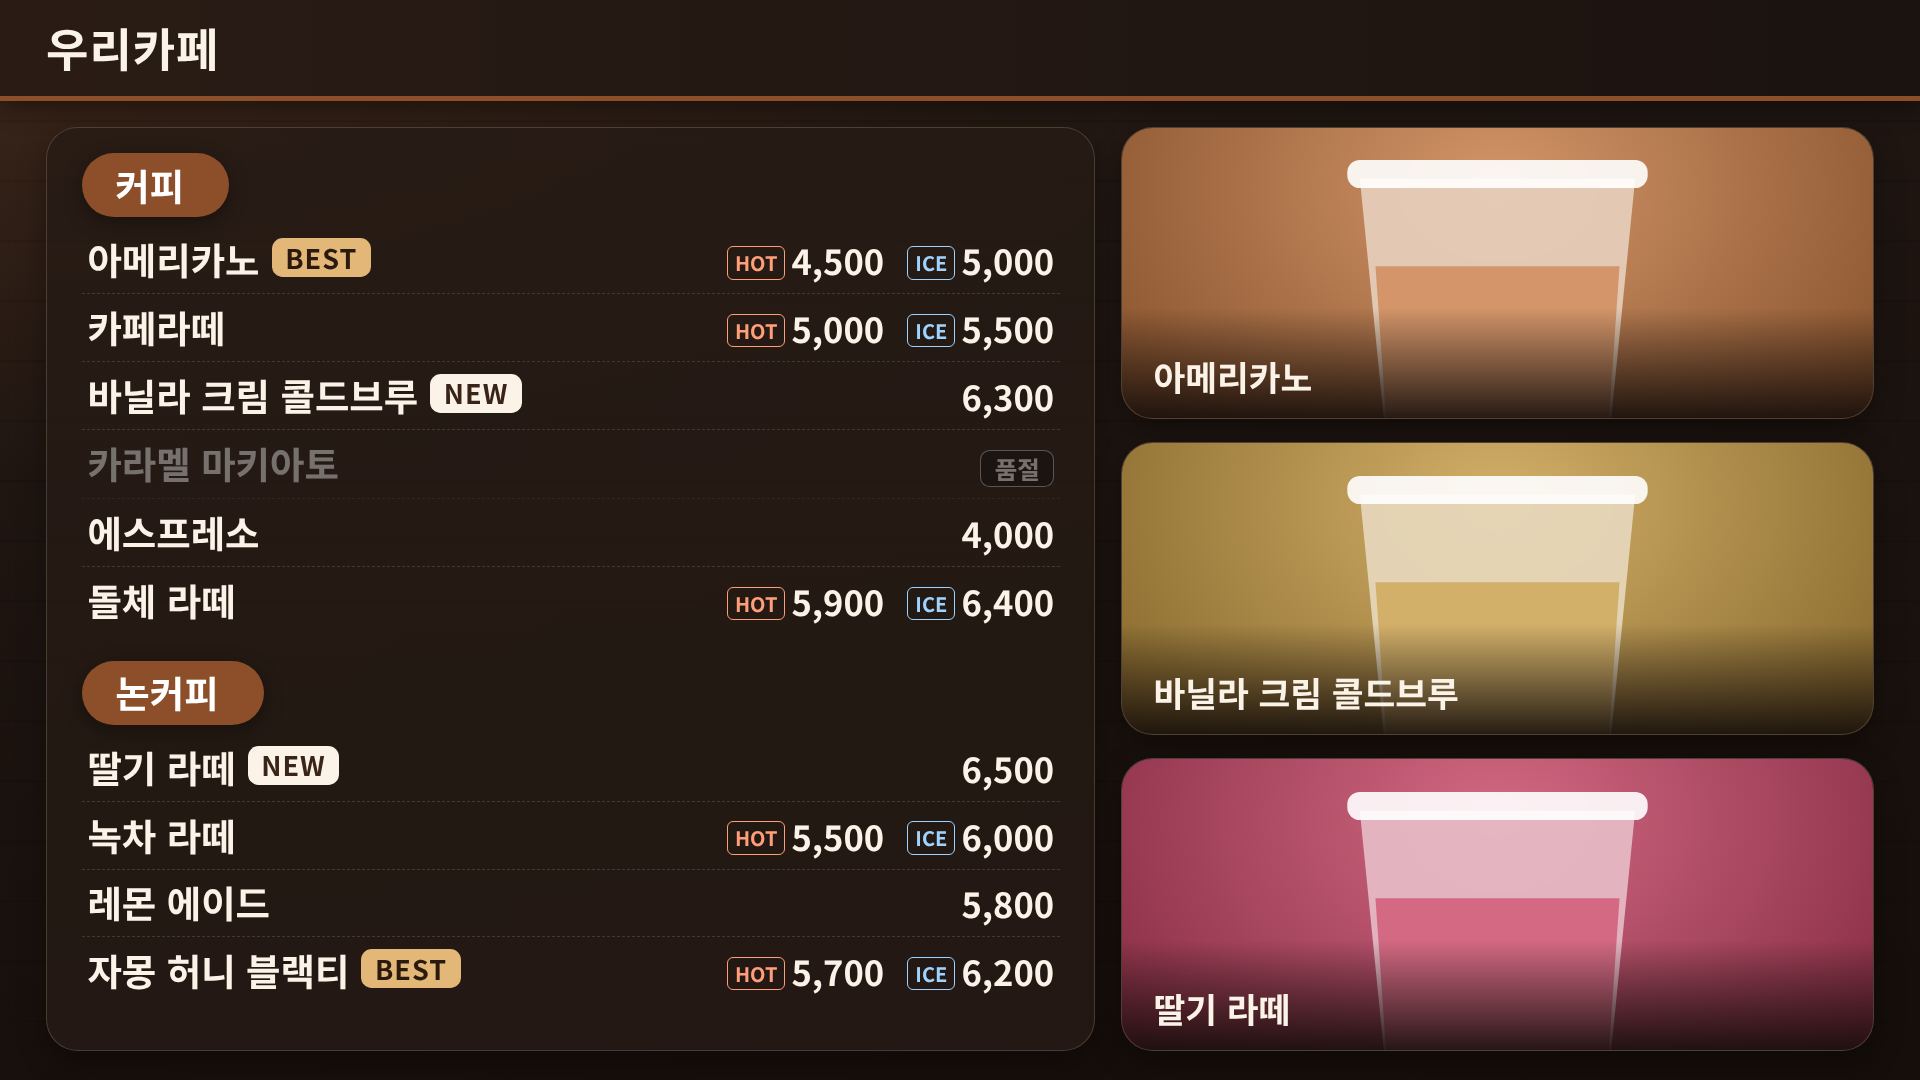 우리카페
커피
아메리카노 BEST HOT 4,500 ICE 5,000
카페라떼 HOT 5,000 ICE 5,500
바닐라 크림 콜드브루 NEW 6,300
카라멜 마키아토 품절
에스프레소 4,000
돌체 라떼 HOT 5,900 ICE 6,400
논커피
딸기 라떼 NEW 6,500
녹차 라떼 HOT 5,500 ICE 6,000
레몬 에이드 5,800
자몽 허니 블랙티 BEST HOT 5,700 ICE 6,200
아메리카노
바닐라 크림 콜드브루
딸기 라떼